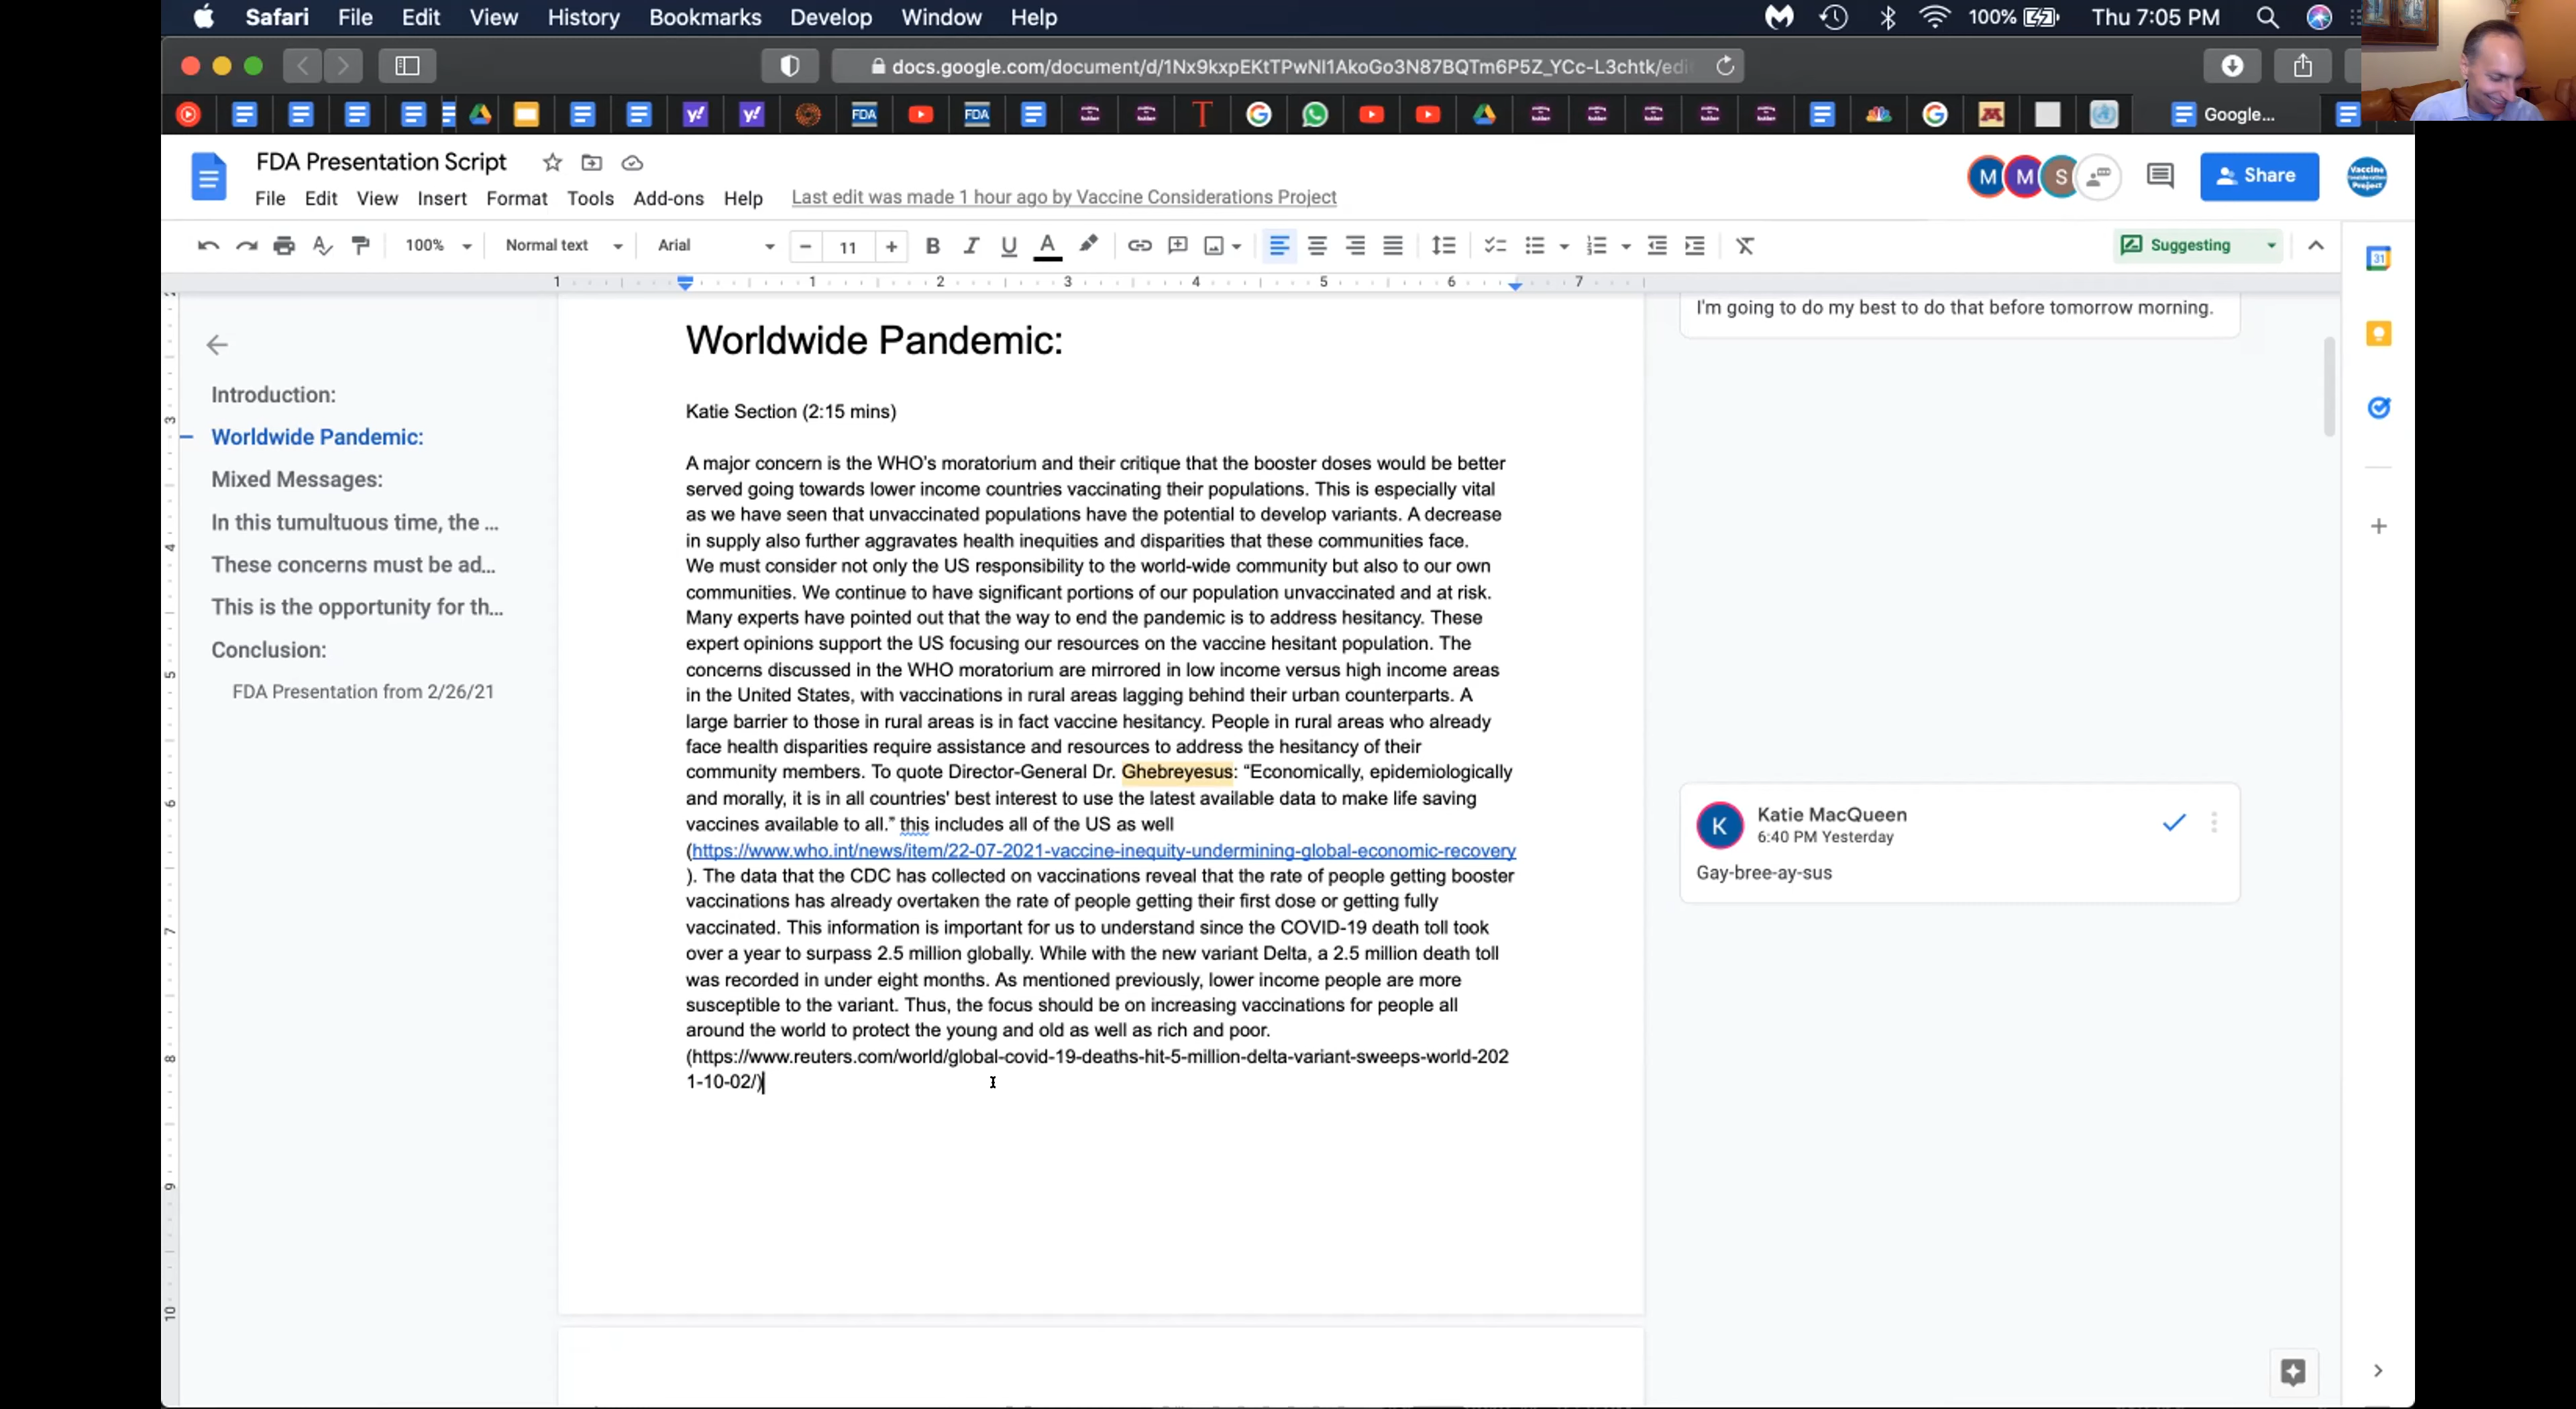 Safari File Edit View History Bookmarks Develop Window Help 100% Thu 7:05 PM
docs.google.com/document/d/1Nx9kxpEKtTPwNl1AkoGo3N87BQTm6P5Z_YCc-L3chtk/edi
FDA FDA Google...
FDA Presentation Script
M M S Share Vaccine Considerations Project
File Edit View Insert Format Tools Add-ons Help Last edit was made 1 hour ago by Vaccine Considerations Project
100% Normal text Arial 11 Suggesting
1 1 2 3 4 5 6 7
I'm going to do my best to do that before tomorrow morning.
Introduction:
Worldwide Pandemic:
Mixed Messages:
In this tumultuous time, the ...
These concerns must be ad...
This is the opportunity for th...
Conclusion:
FDA Presentation from 2/26/21
Worldwide Pandemic:
Katie Section (2:15 mins)
A major concern is the WHO's moratorium and their critique that the booster doses would be better
served going towards lower income countries vaccinating their populations. This is especially vital
as we have seen that unvaccinated populations have the potential to develop variants. A decrease
in supply also further aggravates health inequities and disparities that these communities face.
We must consider not only the US responsibility to the world-wide community but also to our own
communities. We continue to have significant portions of our population unvaccinated and at risk.
Many experts have pointed out that the way to end the pandemic is to address hesitancy. These
expert opinions support the US focusing our resources on the vaccine hesitant population. The
concerns discussed in the WHO moratorium are mirrored in low income versus high income areas
in the United States, with vaccinations in rural areas lagging behind their urban counterparts. A
large barrier to those in rural areas is in fact vaccine hesitancy. People in rural areas who already
face health disparities require assistance and resources to address the hesitancy of their
community members. To quote Director-General Dr. Ghebreyesus: “Economically, epidemiologically
and morally, it is in all countries' best interest to use the latest available data to make life saving
vaccines available to all.” this includes all of the US as well
(https://www.who.int/news/item/22-07-2021-vaccine-inequity-undermining-global-economic-recovery
). The data that the CDC has collected on vaccinations reveal that the rate of people getting booster
vaccinations has already overtaken the rate of people getting their first dose or getting fully
vaccinated. This information is important for us to understand since the COVID-19 death toll took
over a year to surpass 2.5 million globally. While with the new variant Delta, a 2.5 million death toll
was recorded in under eight months. As mentioned previously, lower income people are more
susceptible to the variant. Thus, the focus should be on increasing vaccinations for people all
around the world to protect the young and old as well as rich and poor.
(https://www.reuters.com/world/global-covid-19-deaths-hit-5-million-delta-variant-sweeps-world-202
1-10-02/)
K Katie MacQueen
6:40 PM Yesterday
Gay-bree-ay-sus
3
4
5
6
7
8
9
10
31